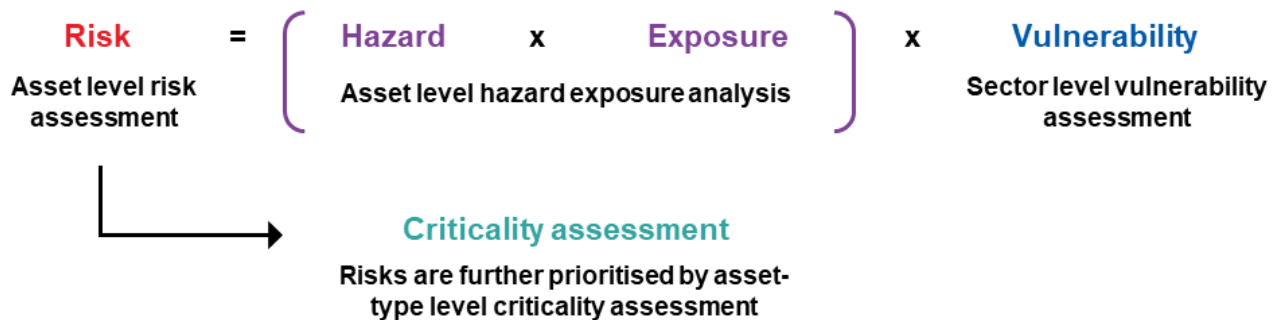 Risk = Hazard x Exposure x Vulnerability
Asset level risk
assessment
Asset level hazard exposure analysis
Sector level vulnerability
assessment
Criticality assessment
Risks are further prioritised by asset-
type level criticality assessment